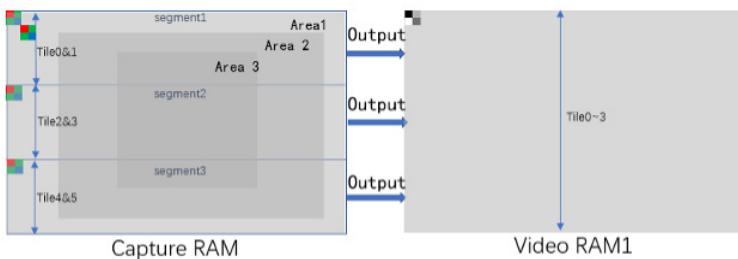 segment1
Area1
Output
Area 2
Tile0&1
Area 3
segment2
Output
Tile2&3
Tile0~3
segment3
Output
Tile4&5
Capture RAM
Video RAM1